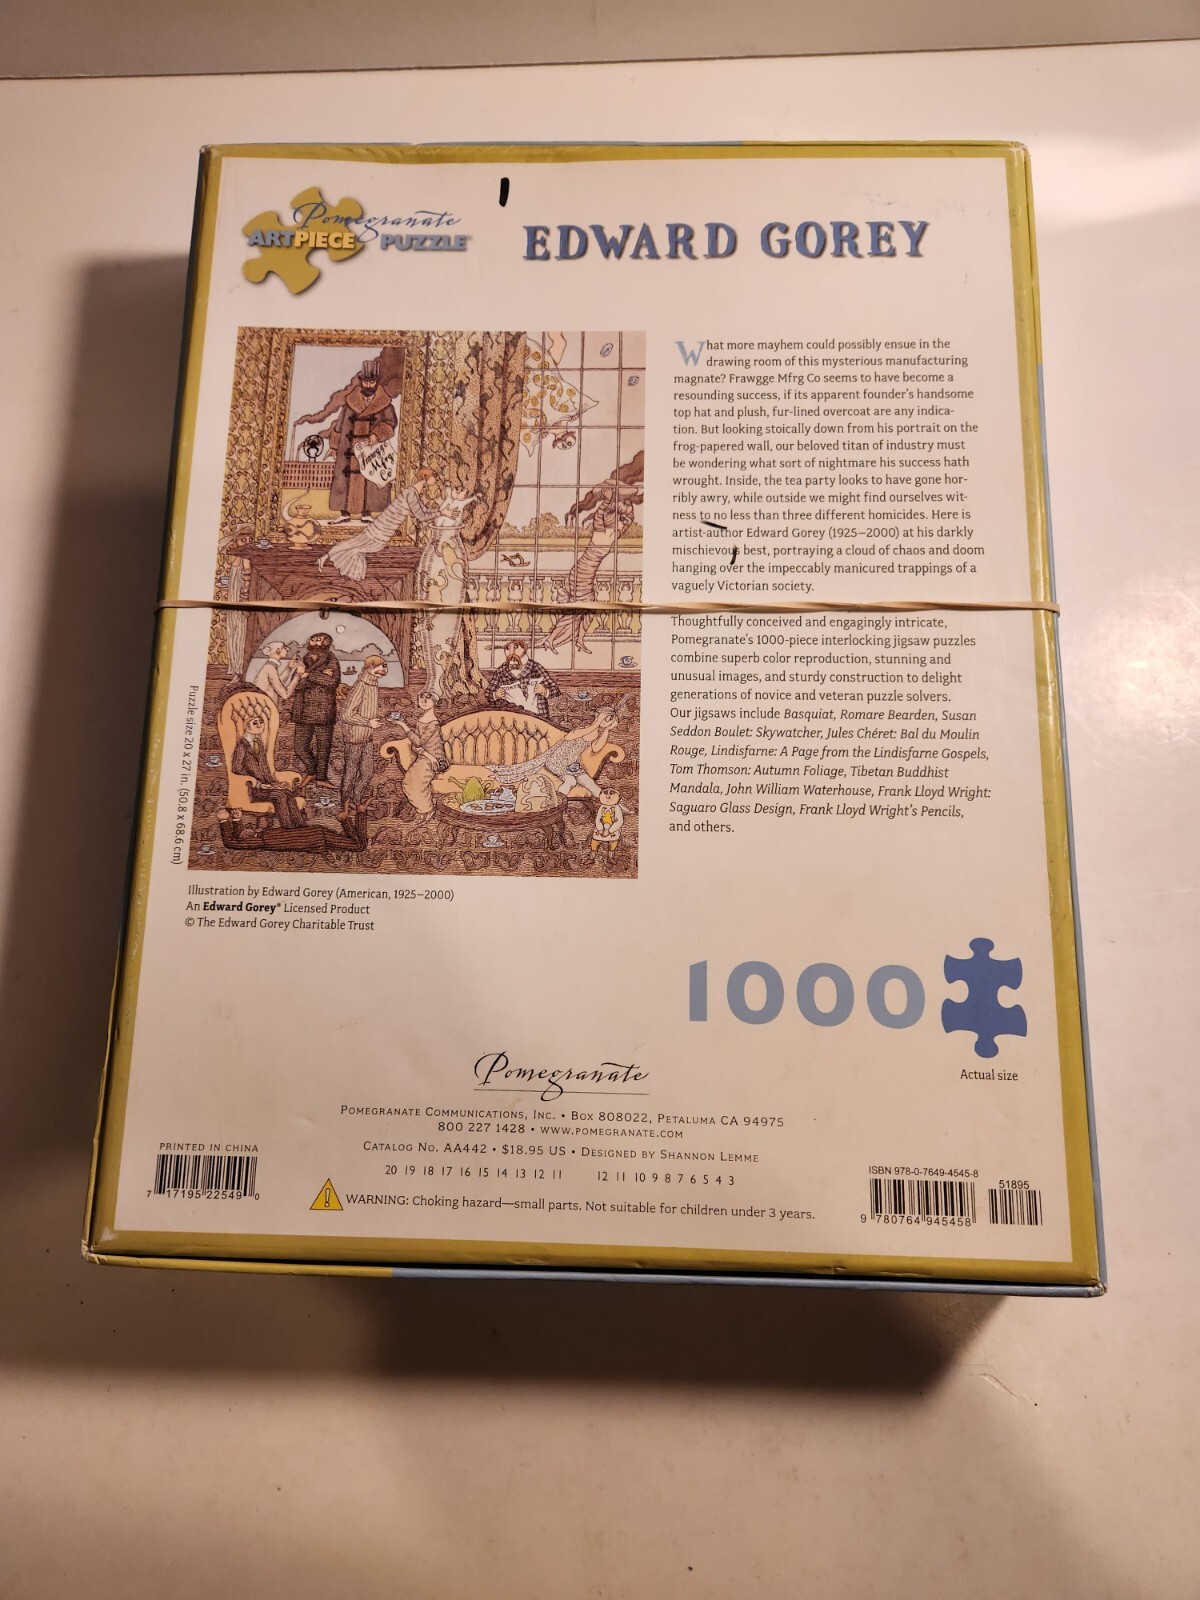 Pomegranate
ARTPIECE PUZZLE
EDWARD GOREY
Frawgge
Mfrg
Co
What more mayhem could possibly ensue in the
drawing room of this mysterious manufacturing
magnate? Frawgge Mfrg Co seems to have become a
resounding success, if its apparent founder's handsome
top hat and plush, fur-lined overcoat are any indica-
tion. But looking stoically down from his portrait on the
frog-papered wall, our beloved titan of industry must
be wondering what sort of nightmare his success hath
wrought. Inside, the tea party looks to have gone hor-
ribly awry, while outside we might find ourselves wit-
ness to no less than three different homicides. Here is
artist-author Edward Gorey (1925–2000) at his darkly
mischievous best, portraying a cloud of chaos and doom
hanging over the impeccably manicured trappings of a
vaguely Victorian society.
Thoughtfully conceived and engagingly intricate,
Pomegranate's 1000-piece interlocking jigsaw puzzles
combine superb color reproduction, stunning and
unusual images, and sturdy construction to delight
generations of novice and veteran puzzle solvers.
Our jigsaws include Basquiat, Romare Bearden, Susan
Seddon Boulet: Skywatcher, Jules Chéret: Bal du Moulin
Rouge, Lindisfarne: A Page from the Lindisfarne Gospels,
Tom Thomson: Autumn Foliage, Tibetan Buddhist
Mandala, John William Waterhouse, Frank Lloyd Wright:
Saguaro Glass Design, Frank Lloyd Wright's Pencils,
and others.
Puzzle size 20 x 27 in. (50.8 x 68.6 cm)
Illustration by Edward Gorey (American, 1925–2000)
An Edward Gorey® Licensed Product
© The Edward Gorey Charitable Trust
1000
Actual size
Pomegranate
Pomegranate Communications, Inc. • Box 808022, Petaluma CA 94975
800 227 1428 • www.pomegranate.com
Catalog No. AA442 • $18.95 US • Designed by Shannon Lemme
20 19 18 17 16 15 14 13 12 11 12 11 10 9 8 7 6 5 4 3
WARNING: Choking hazard—small parts. Not suitable for children under 3 years.
PRINTED IN CHINA
7 17195 22549 0
ISBN 978-0-7649-4545-8
51895
9 780764 945458